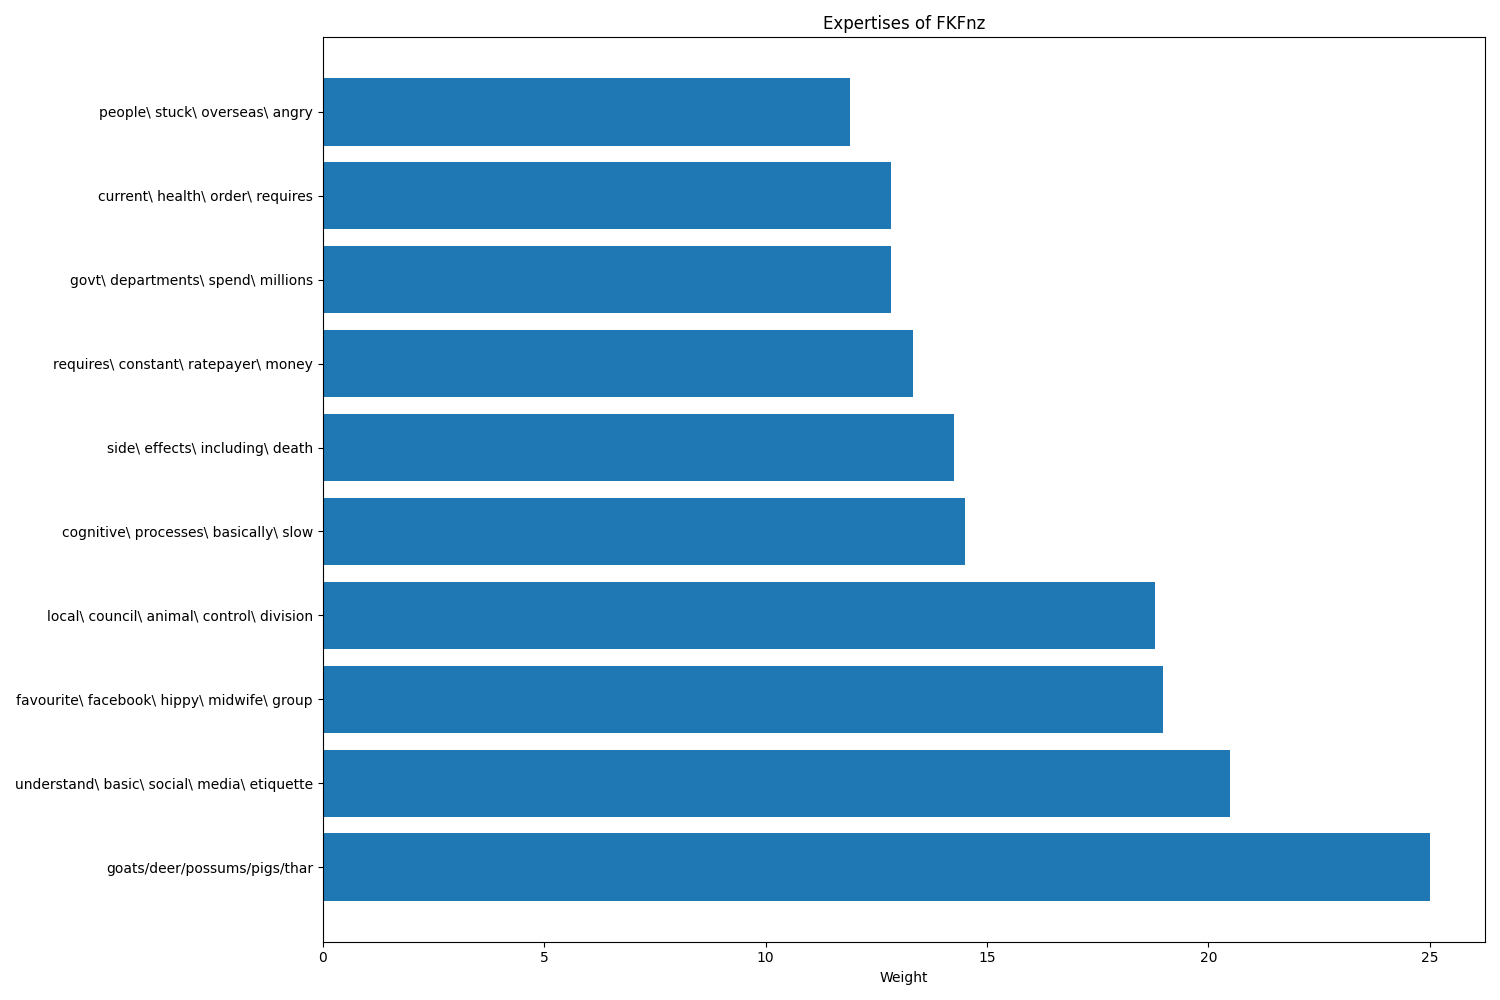 Expertises of FKFnz
people\ stuck\ overseas\ angry
current\ health\ order\ requires
govt\ departments\ spend\ millions
requires\ constant\ ratepayer\ money
side\ effects\ including\ death
cognitive\ processes\ basically\ slow
local\ council\ animal\ control\ division
favourite\ facebook\ hippy\ midwife\ group
understand\ basic\ social\ media\ etiquette
goats/deer/possums/pigs/thar
0 5 10 15 20 25
Weight